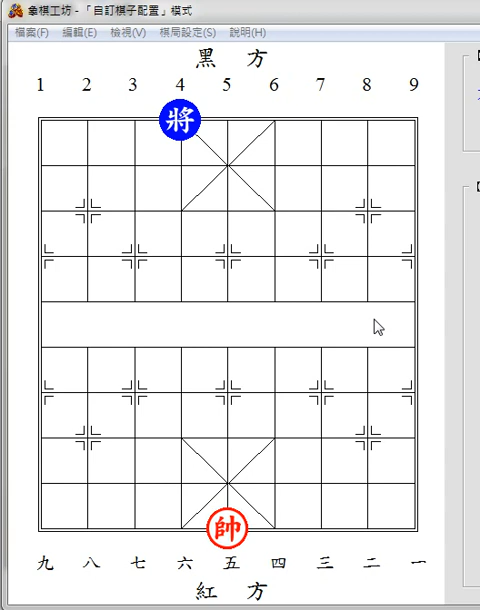 象棋工坊 -「自訂棋子配置」模式
檔案(F) 編輯(E) 檢視(V) 棋局設定(S) 說明(H)
黑 方
1 2 3 4 5 6 7 8 9
將
帥
九 八 七 六 五 四 三 二 一
紅 方